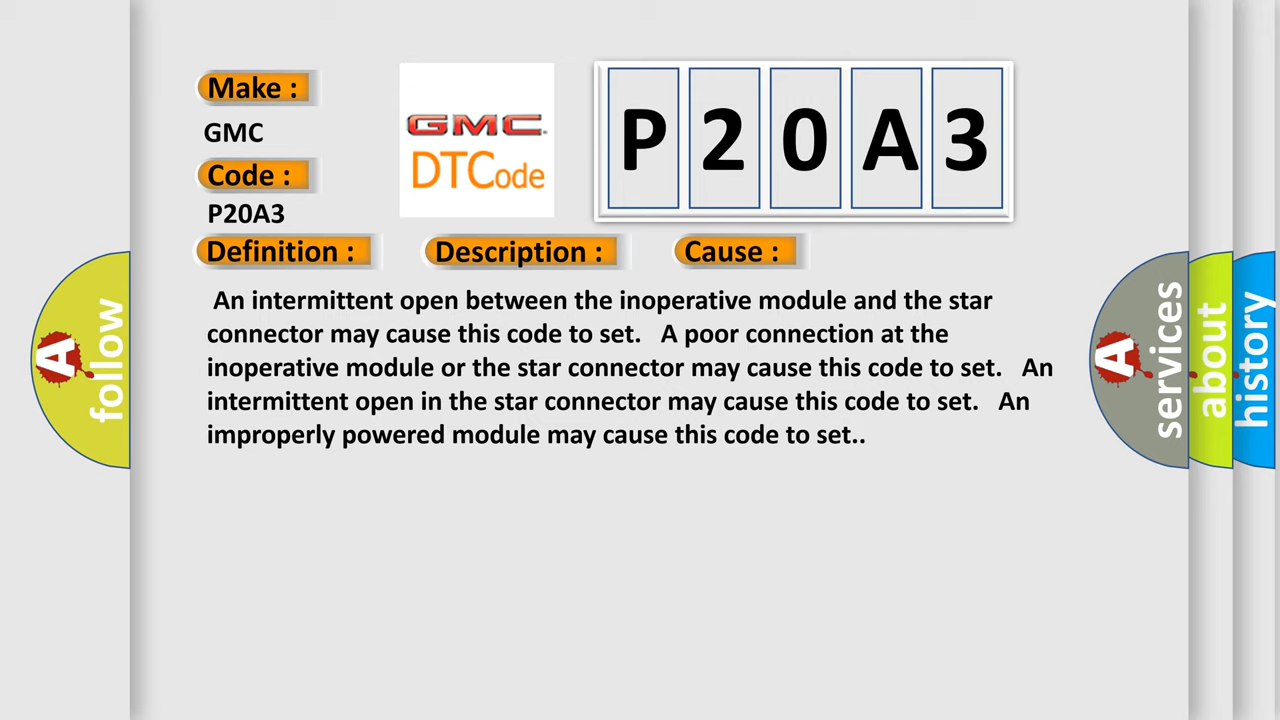 Make :
GMC
Code :
P20A3
GMC
DTCode
P 2 0 A 3
Definition :
Description :
Cause :
An intermittent open between the inoperative module and the star
connector may cause this code to set.   A poor connection at the
inoperative module or the star connector may cause this code to set.   An
intermittent open in the star connector may cause this code to set.   An
improperly powered module may cause this code to set..
A follow
A services
about
history